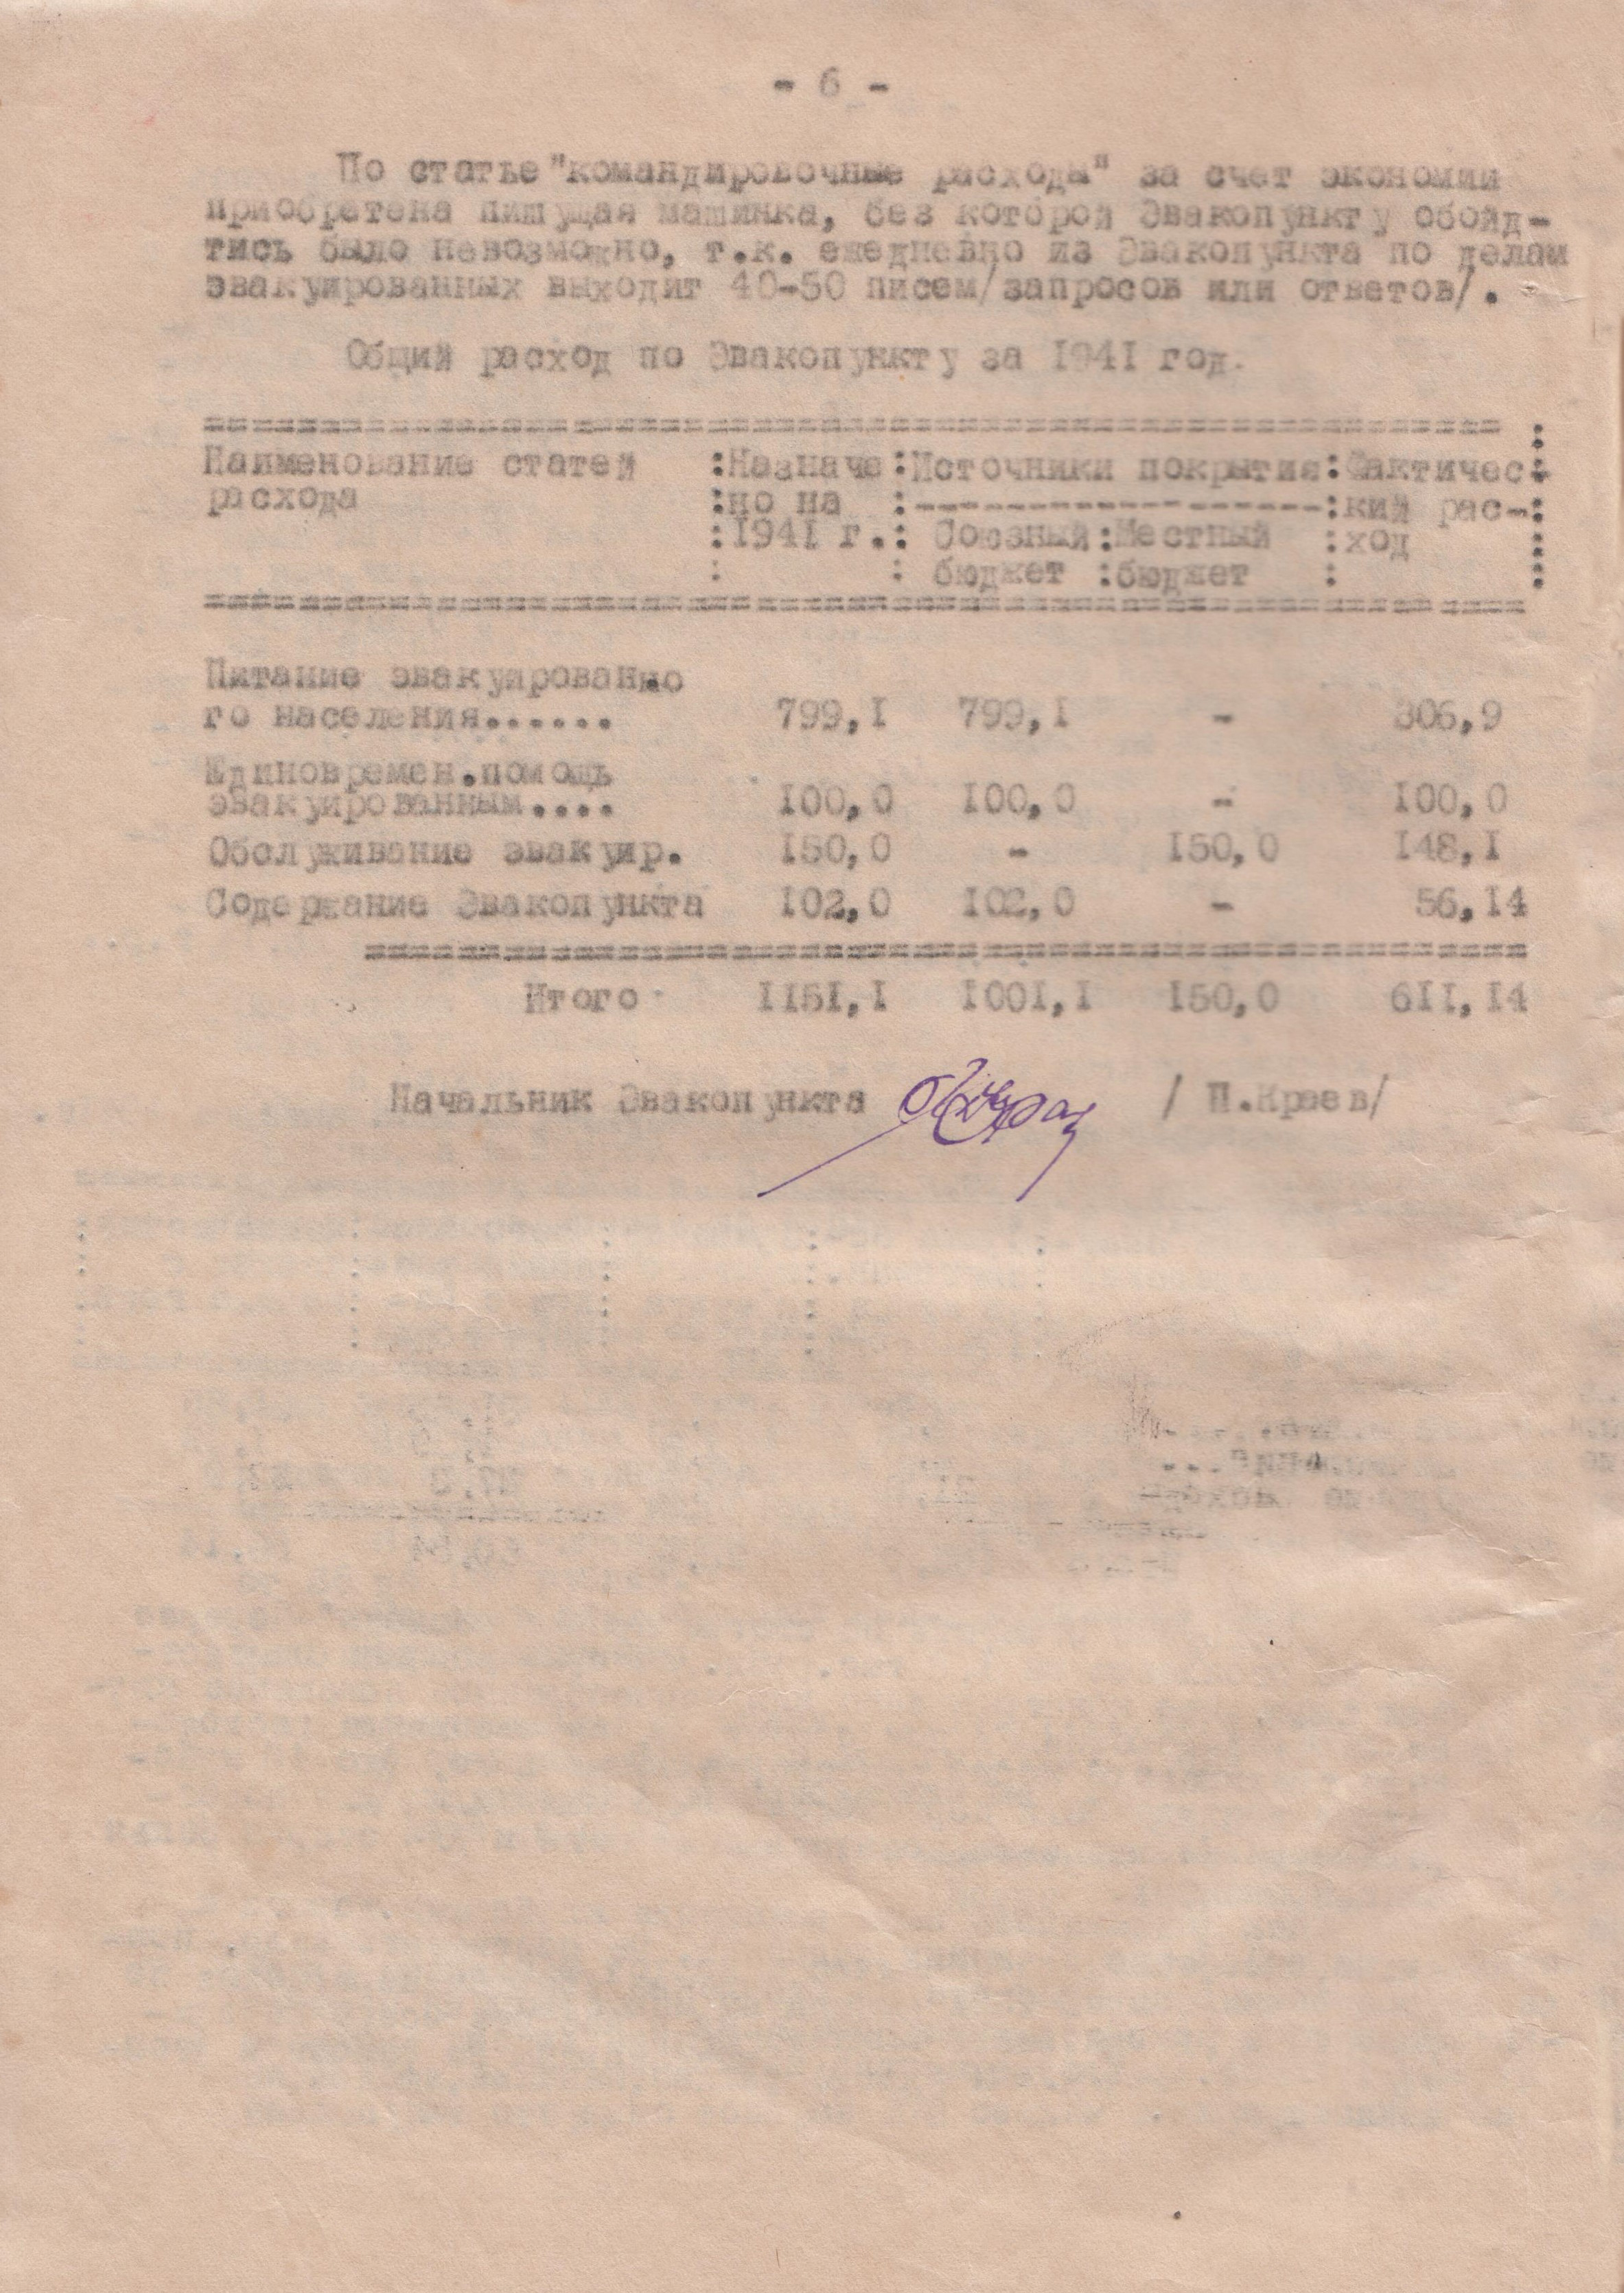 - 6 -
По статье "командировочные расходы" за счет экономии
приобретена пишущая машинка, без которой Эвакопункту обойд-
тись было невозможно, т.к. ежедневно из Эвакопункта по делам
эвакуированных выходит 40-50 писем/запросов или ответов/.
Общий расход по Эвакопункту за 1941 год.
Наименование статей :Назначе:Источники покрытие:Фактичес:
расхода :но на :------------------:кий рас-:
:1941 г.: Союзный:Местный :ход :
: : бюджет :бюджет : :
Питание эвакуированно
го населения...... 799,1 799,1 - 306,9
Единовремен.помощь
эвакуированным.... 100,0 100,0 - 100,0
Обслуживание эвакуир. 150,0 - 150,0 148,1
Содержание Эвакопункта 102,0 102,0 - 56,14
Итого 1151,1 1001,1 150,0 611,14
Начальник Эвакопункта / П.Краев/